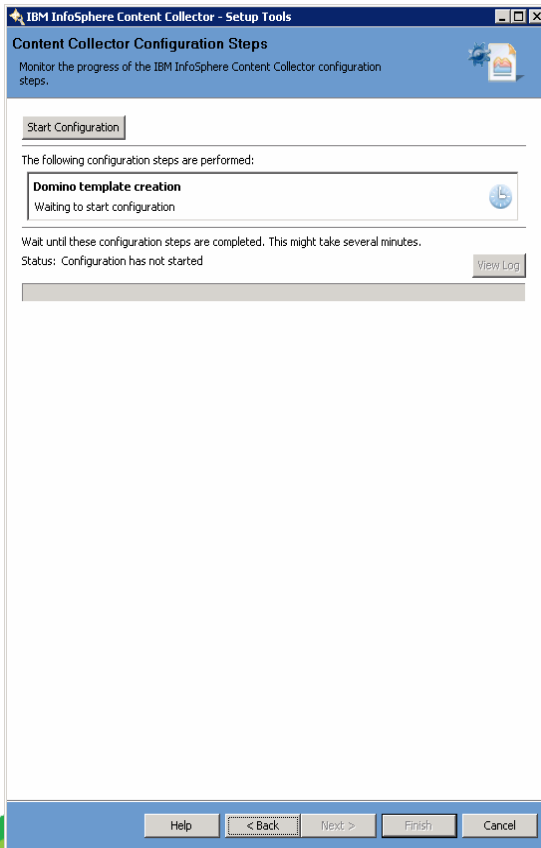 IBM InfoSphere Content Collector - Setup Tools
Content Collector Configuration Steps
Monitor the progress of the IBM InfoSphere Content Collector configuration
steps.
Start Configuration
The following configuration steps are performed:
Domino template creation
Waiting to start configuration
Wait until these configuration steps are completed. This might take several minutes.
Status: Configuration has not started
View Log
Help
< Back
Next >
Finish
Cancel